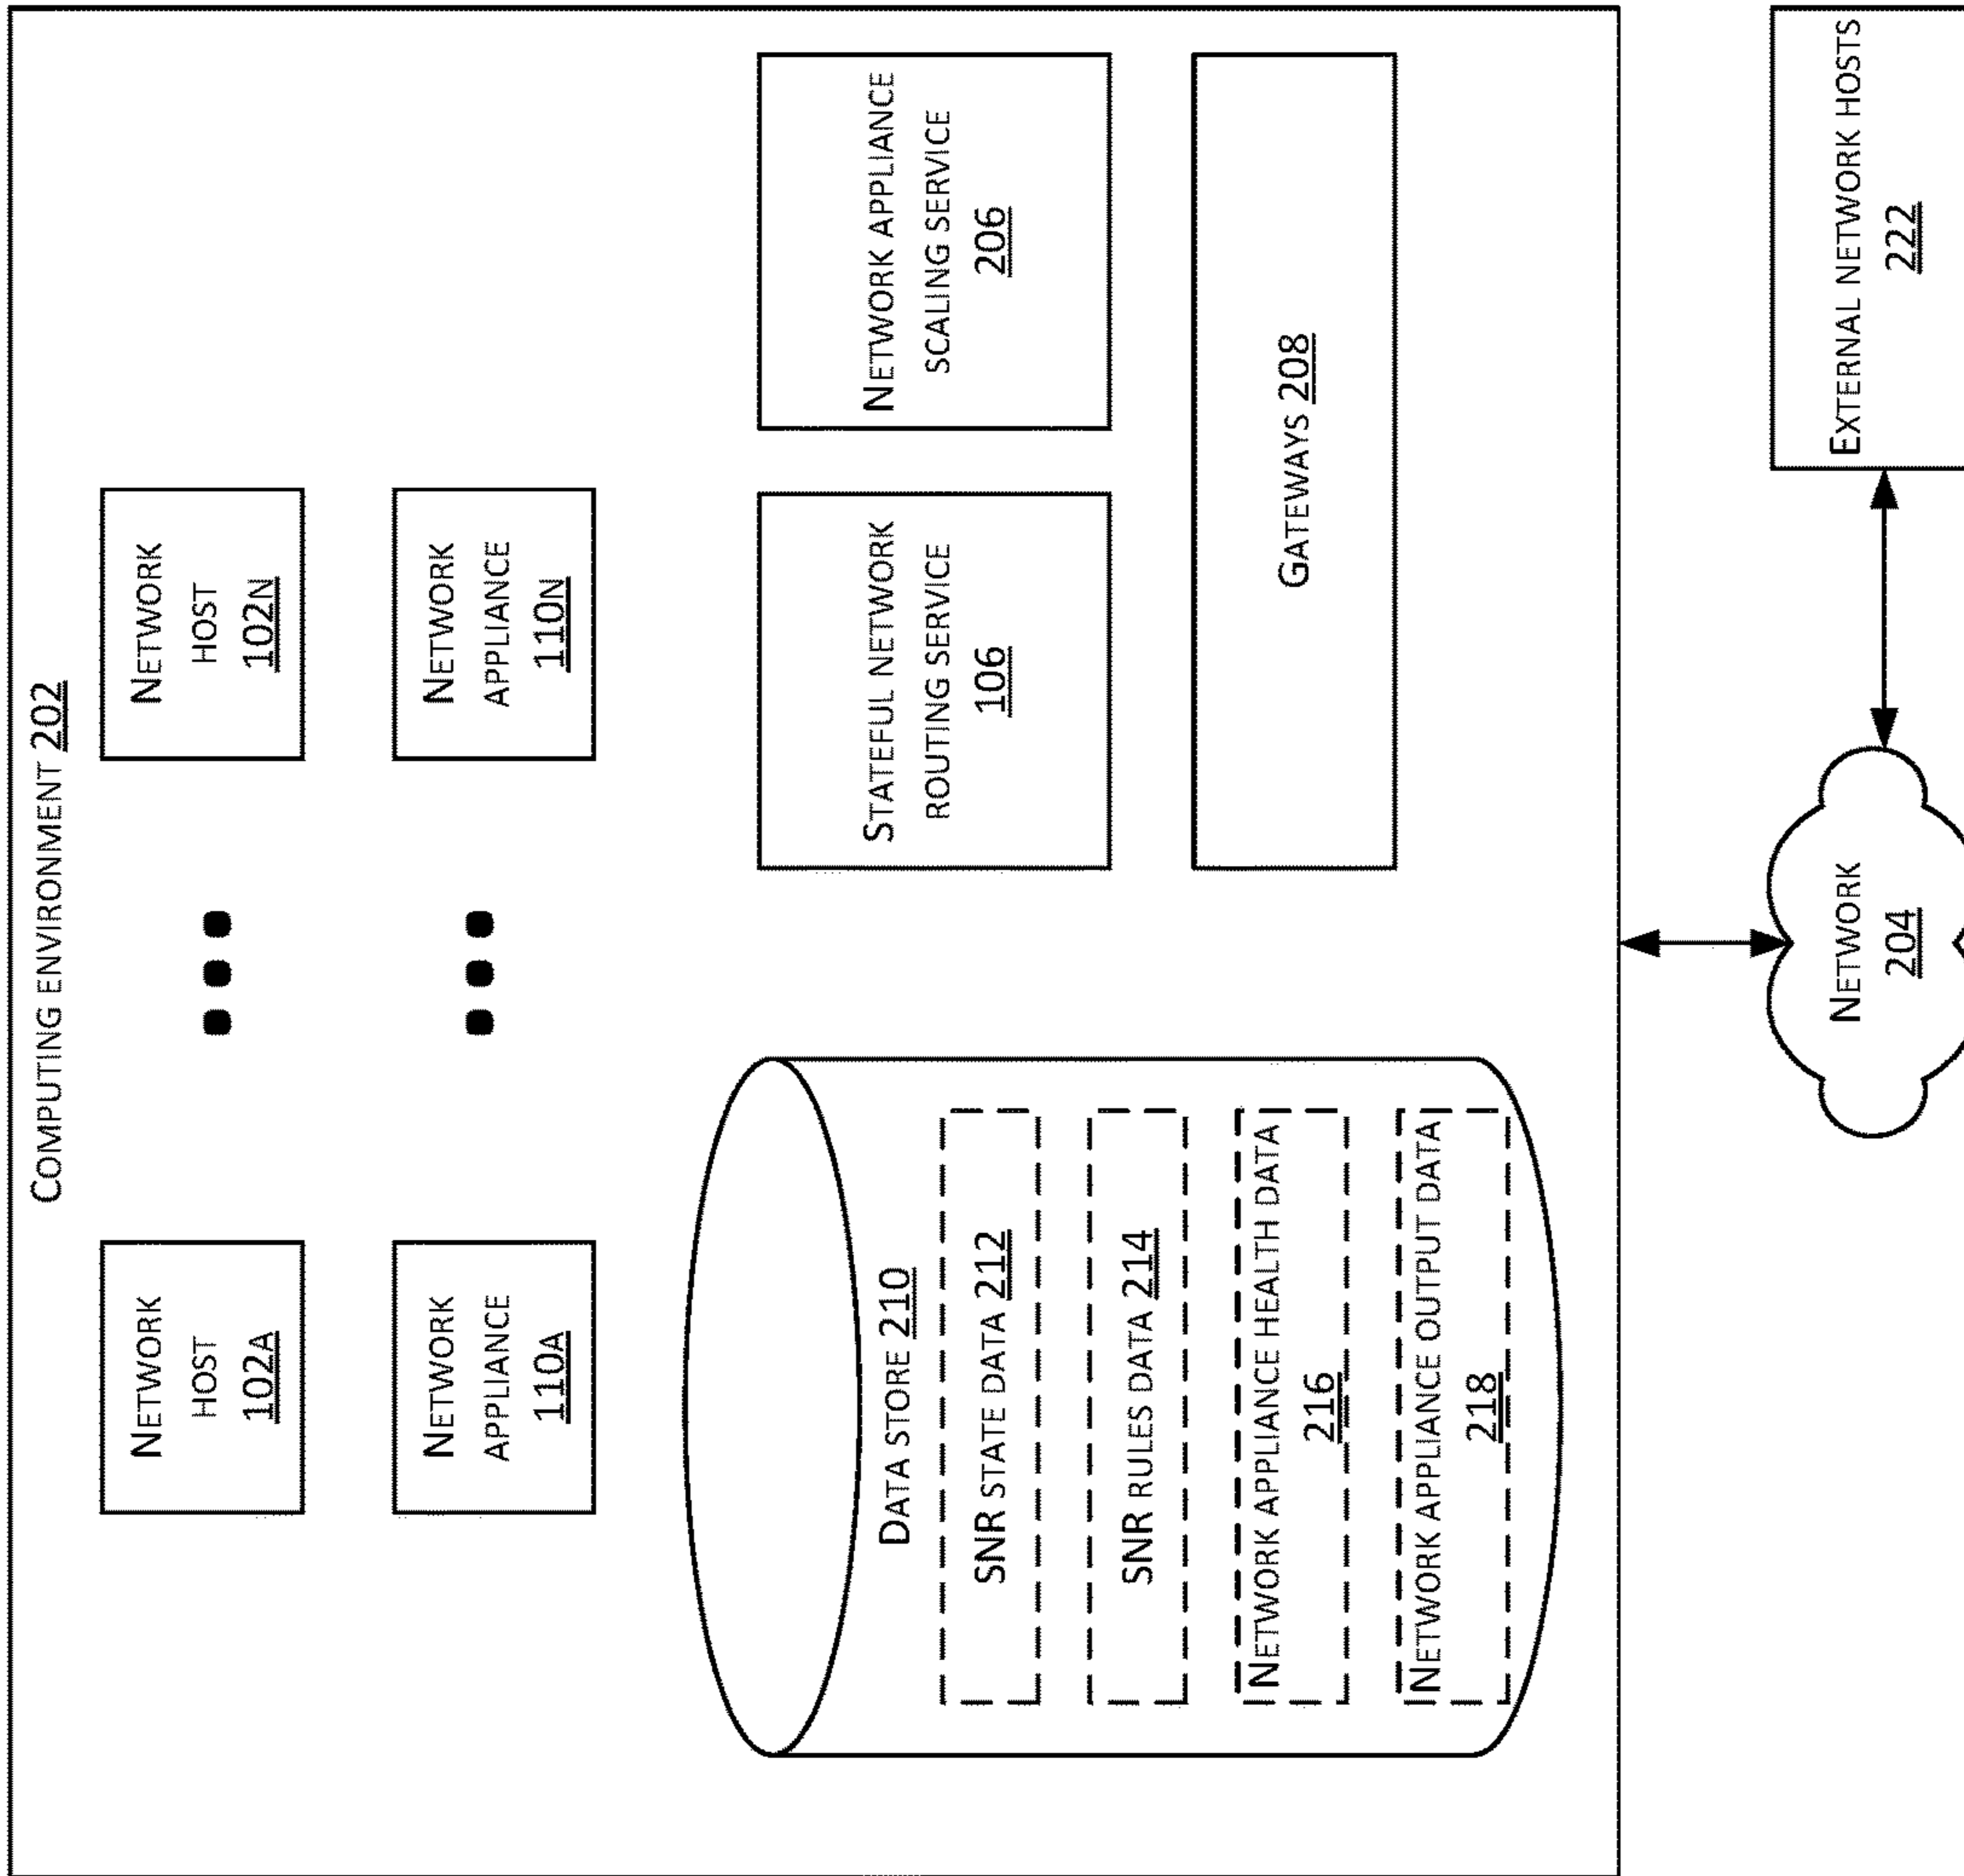 COMPUTING ENVIRONMENT 202
NETWORK
HOST
102A
NETWORK
HOST
102N
NETWORK
APPLIANCE
110A
NETWORK
APPLIANCE
110N
DATA STORE 210
SNR STATE DATA 212
SNR RULES DATA 214
NETWORK APPLIANCE HEALTH DATA
216
NETWORK APPLIANCE OUTPUT DATA
218
STATEFUL NETWORK
ROUTING SERVICE
106
NETWORK APPLIANCE
SCALING SERVICE
206
GATEWAYS 208
NETWORK
204
EXTERNAL NETWORK HOSTS
222